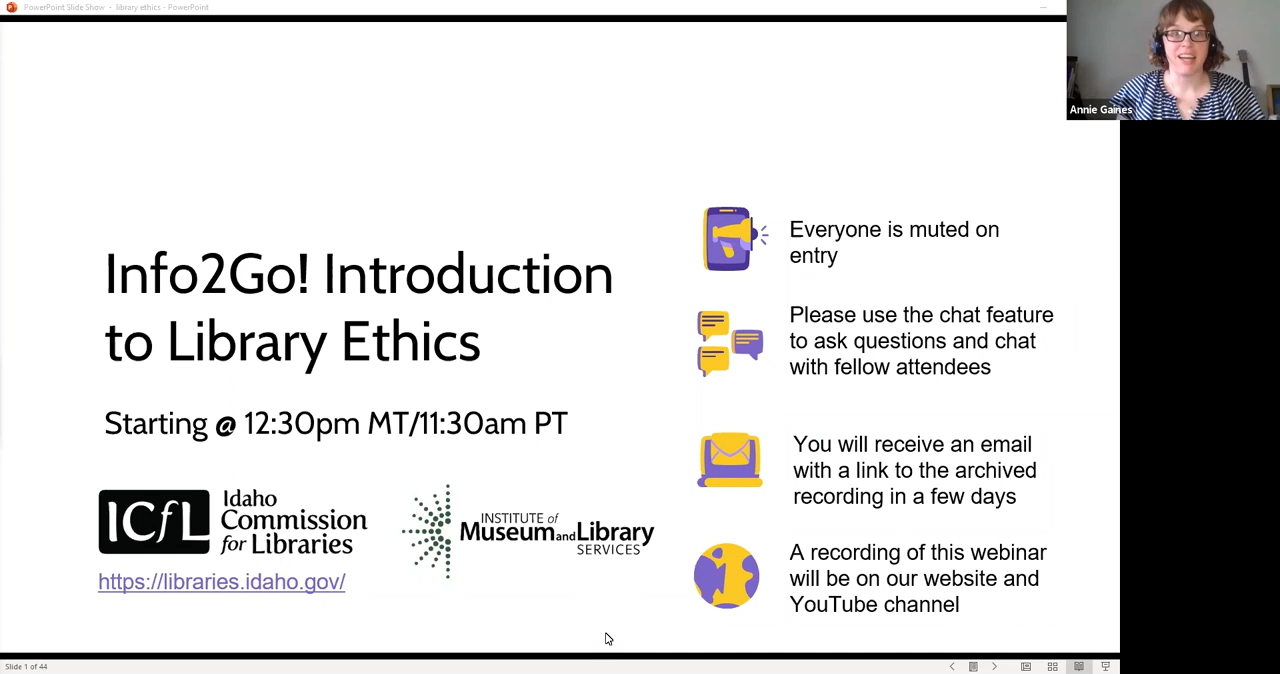 PowerPoint Slide Show - library ethics - PowerPoint
Annie Gaines
Info2Go! Introduction
to Library Ethics
Starting @ 12:30pm MT/11:30am PT
ICfL
Idaho
Commission
for Libraries
https://libraries.idaho.gov/
INSTITUTE of
Museum and Library
SERVICES
Everyone is muted on
entry
Please use the chat feature
to ask questions and chat
with fellow attendees
You will receive an email
with a link to the archived
recording in a few days
A recording of this webinar
will be on our website and
YouTube channel
Slide 1 of 44